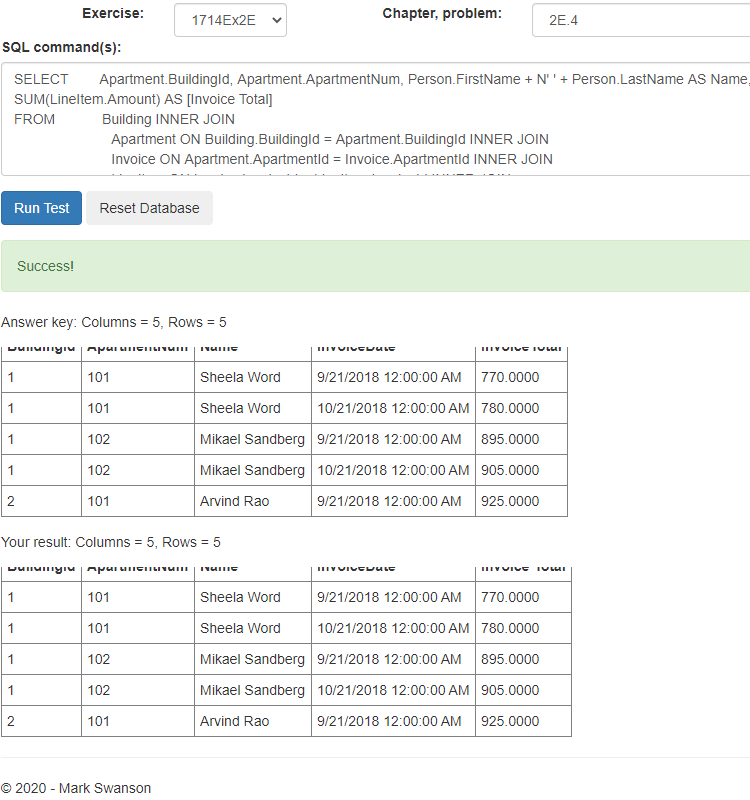 Exercise: 1714Ex2E Chapter, problem: 2E.4
SQL command(s):
SELECT Apartment.BuildingId, Apartment.ApartmentNum, Person.FirstName + N' ' + Person.LastName AS Name,
SUM(LineItem.Amount) AS [Invoice Total]
FROM Building INNER JOIN
Apartment ON Building.BuildingId = Apartment.BuildingId INNER JOIN
Invoice ON Apartment.ApartmentId = Invoice.ApartmentId INNER JOIN
Run Test Reset Database
Success!
Answer key: Columns = 5, Rows = 5
BuildingId ApartmentNum Name InvoiceDate InvoiceTotal
1 101 Sheela Word 9/21/2018 12:00:00 AM 770.0000
1 101 Sheela Word 10/21/2018 12:00:00 AM 780.0000
1 102 Mikael Sandberg 9/21/2018 12:00:00 AM 895.0000
1 102 Mikael Sandberg 10/21/2018 12:00:00 AM 905.0000
2 101 Arvind Rao 9/21/2018 12:00:00 AM 925.0000
Your result: Columns = 5, Rows = 5
BuildingId ApartmentNum Name InvoiceDate Invoice Total
1 101 Sheela Word 9/21/2018 12:00:00 AM 770.0000
1 101 Sheela Word 10/21/2018 12:00:00 AM 780.0000
1 102 Mikael Sandberg 9/21/2018 12:00:00 AM 895.0000
1 102 Mikael Sandberg 10/21/2018 12:00:00 AM 905.0000
2 101 Arvind Rao 9/21/2018 12:00:00 AM 925.0000
© 2020 - Mark Swanson